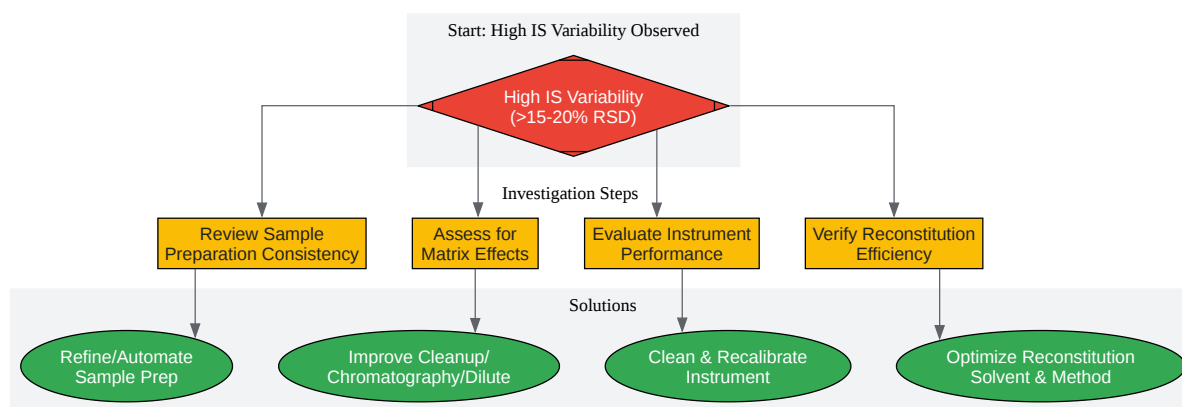 Start: High IS Variability Observed
High IS Variability
(>15-20% RSD)
Investigation Steps
Review Sample
Preparation Consistency
Assess for
Matrix Effects
Evaluate Instrument
Performance
Verify Reconstitution
Efficiency
Solutions
Refine/Automate
Sample Prep
Improve Cleanup/
Chromatography/Dilute
Clean & Recalibrate
Instrument
Optimize Reconstitution
Solvent & Method